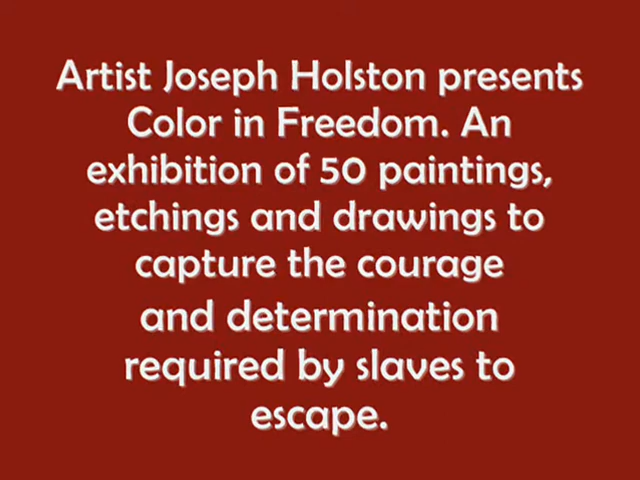 Artist Joseph Holston presents
Color in Freedom. An
exhibition of 50 paintings,
etchings and drawings to
capture the courage
and determination
required by slaves to
escape.